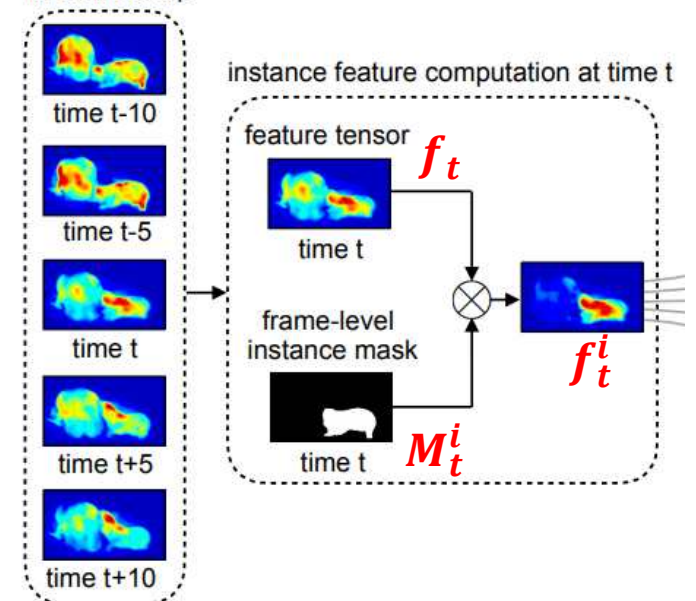 time t-10
time t-5
time t
time t+5
time t+10
instance feature computation at time t
feature tensor
f_t
time t
frame-level
instance mask
time t
M_t^i
f_t^i